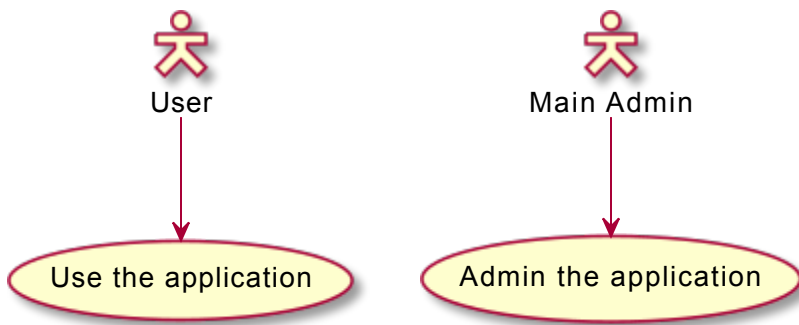 User
Main Admin
Use the application
Admin the application